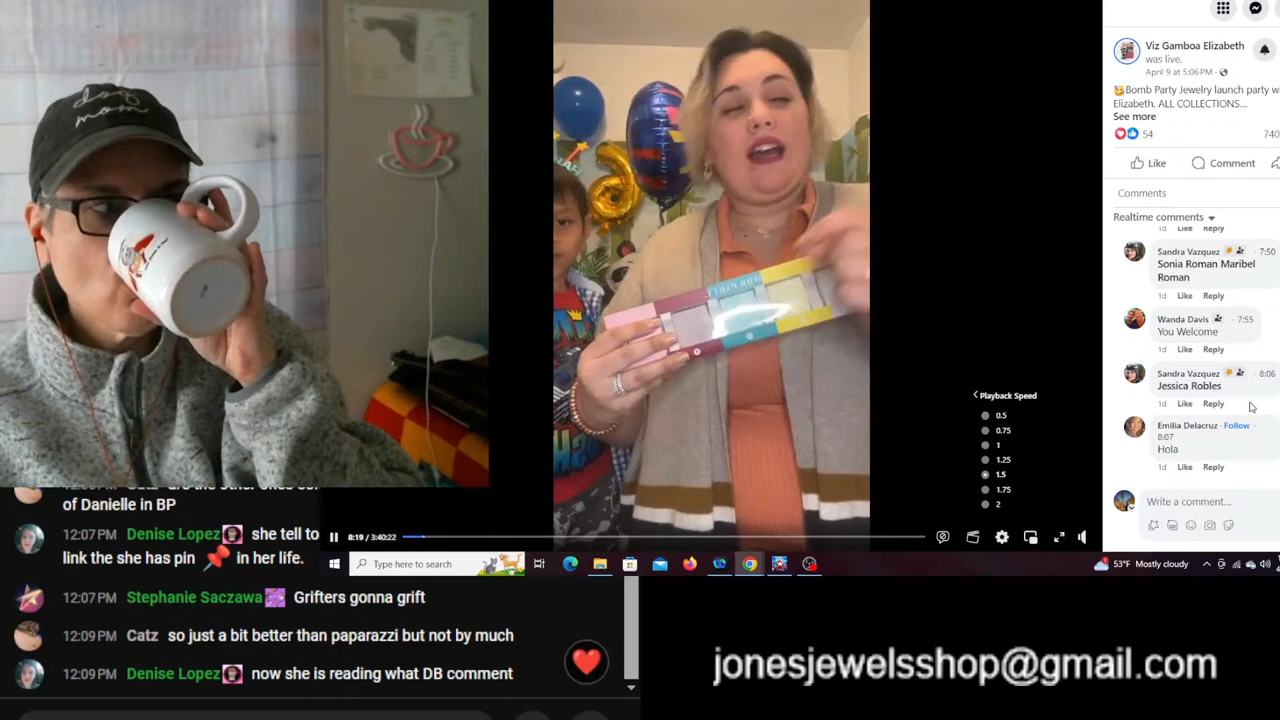 dog
mom
Viz Gamboa Elizabeth
was live.
April 9 at 5:06 PM ·
🥰Bomb Party Jewelry launch party w
Elizabeth. ALL COLLECTIONS...
See more
54
740
Like
Comment
Comments
Realtime comments
1d Like Reply
Sandra Vazquez · 7:50
Sonia Roman Maribel
Roman
1d Like Reply
Wanda Davis · 7:55
You Welcome
1d Like Reply
Sandra Vazquez · 8:06
Jessica Robles
1d Like Reply
Emilia Delacruz · Follow ·
8:07
Hola
1d Like Reply
Write a comment...
Playback Speed
0.5
0.75
1
1.25
1.5
1.75
2
8:19 / 3:40:22
Type here to search
53°F Mostly cloudy
of Danielle in BP
12:07 PM Denise Lopez she tell to
link the she has pin 📌 in her life.
12:07 PM Stephanie Saczawa Grifters gonna grift
12:09 PM Catz so just a bit better than paparazzi but not by much
12:09 PM Denise Lopez now she is reading what DB comment
jonesjewelsshop@gmail.com